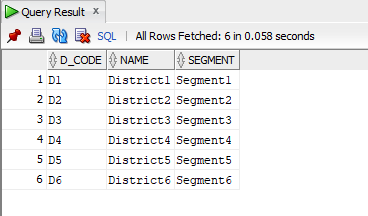 Query Result x
SQL | All Rows Fetched: 6 in 0.058 seconds
D_CODE NAME SEGMENT
1 D1 District1 Segment1
2 D2 District2 Segment2
3 D3 District3 Segment3
4 D4 District4 Segment4
5 D5 District5 Segment5
6 D6 District6 Segment6